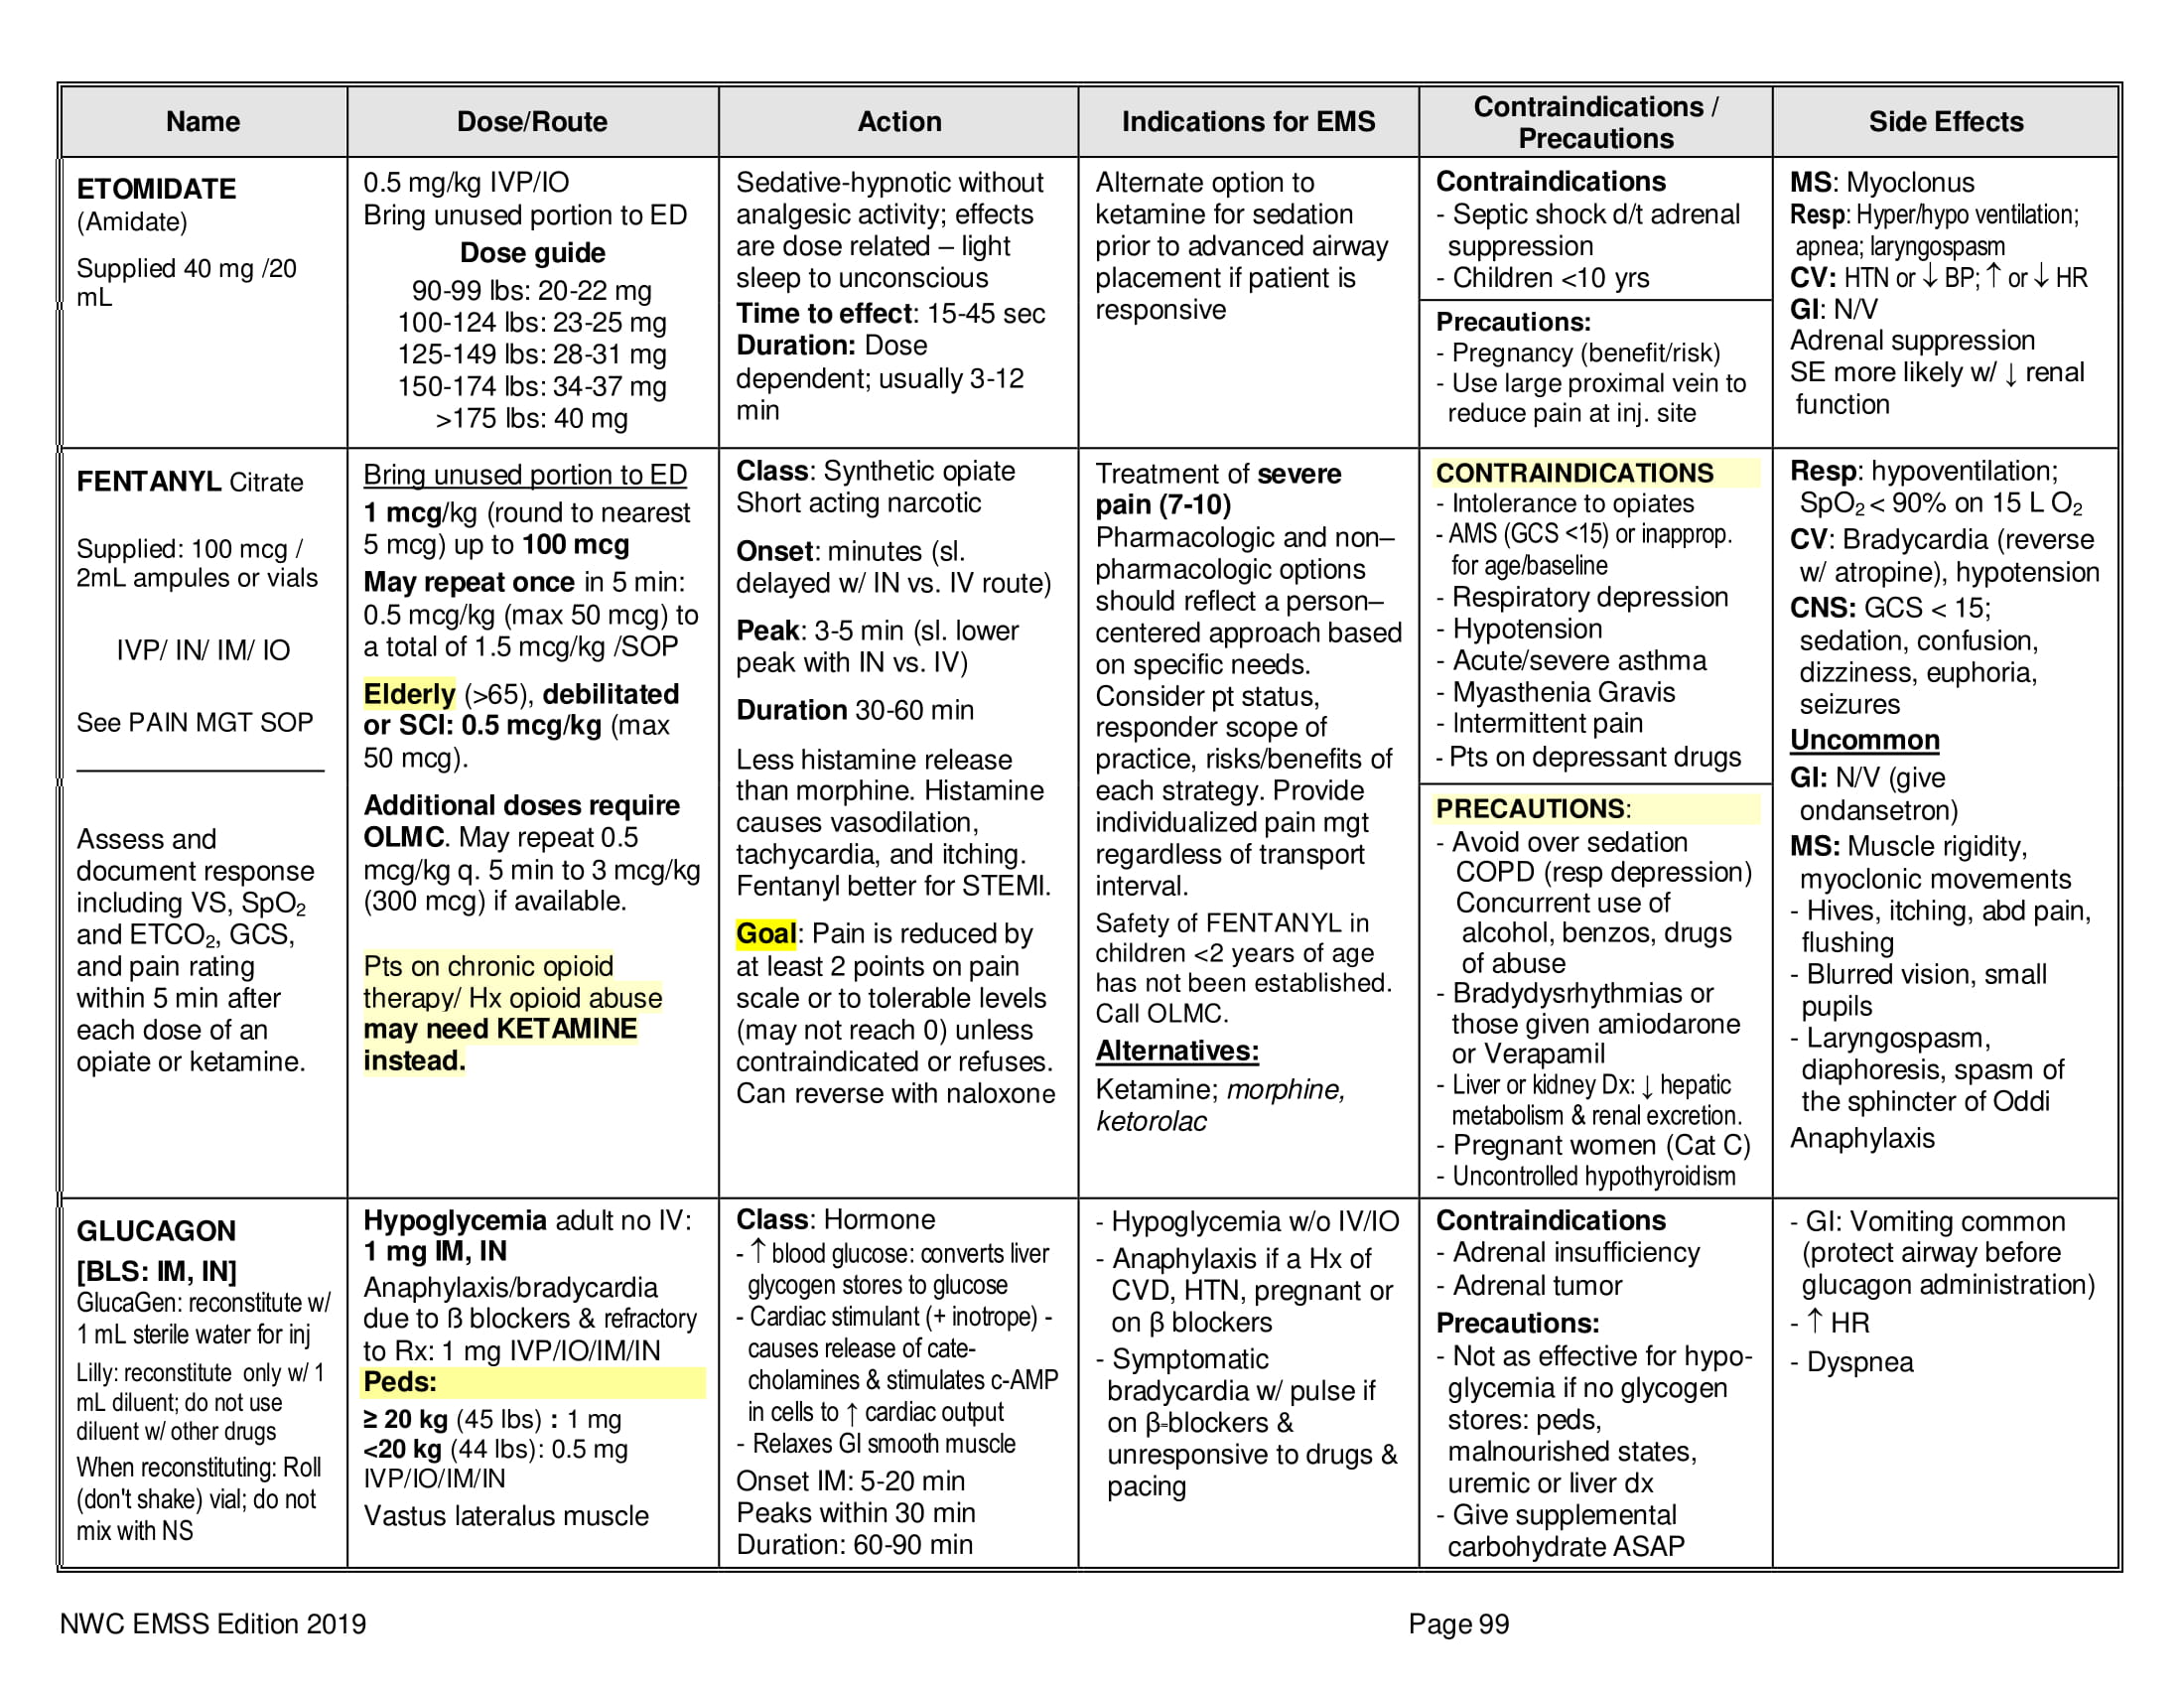 Name
Dose/Route
Action
Indications for EMS
Contraindications /
Precautions
Side Effects
ETOMIDATE
(Amidate)
Supplied 40 mg /20
mL
0.5 mg/kg IVP/IO
Bring unused portion to ED
Dose guide
90-99 lbs: 20-22 mg
100-124 lbs: 23-25 mg
125-149 lbs: 28-31 mg
150-174 lbs: 34-37 mg
>175 lbs: 40 mg
Sedative-hypnotic without
analgesic activity; effects
are dose related – light
sleep to unconscious
Time to effect: 15-45 sec
Duration: Dose
dependent; usually 3-12
min
Alternate option to
ketamine for sedation
prior to advanced airway
placement if patient is
responsive
Contraindications
- Septic shock d/t adrenal
suppression
- Children <10 yrs
Precautions:
- Pregnancy (benefit/risk)
- Use large proximal vein to
reduce pain at inj. site
MS: Myoclonus
Resp: Hyper/hypo ventilation;
apnea; laryngospasm
CV: HTN or ↓ BP; ↑ or ↓ HR
GI: N/V
Adrenal suppression
SE more likely w/ ↓ renal
function
FENTANYL Citrate
Supplied: 100 mcg /
2mL ampules or vials
IVP/ IN/ IM/ IO
See PAIN MGT SOP
Assess and
document response
including VS, SpO₂
and ETCO₂, GCS,
and pain rating
within 5 min after
each dose of an
opiate or ketamine.
Bring unused portion to ED
1 mcg/kg (round to nearest
5 mcg) up to 100 mcg
May repeat once in 5 min:
0.5 mcg/kg (max 50 mcg) to
a total of 1.5 mcg/kg /SOP
Elderly (>65), debilitated
or SCI: 0.5 mcg/kg (max
50 mcg).
Additional doses require
OLMC. May repeat 0.5
mcg/kg q. 5 min to 3 mcg/kg
(300 mcg) if available.
Pts on chronic opioid
therapy/ Hx opioid abuse
may need KETAMINE
instead.
Class: Synthetic opiate
Short acting narcotic
Onset: minutes (sl.
delayed w/ IN vs. IV route)
Peak: 3-5 min (sl. lower
peak with IN vs. IV)
Duration 30-60 min
Less histamine release
than morphine. Histamine
causes vasodilation,
tachycardia, and itching.
Fentanyl better for STEMI.
Goal: Pain is reduced by
at least 2 points on pain
scale or to tolerable levels
(may not reach 0) unless
contraindicated or refuses.
Can reverse with naloxone
Treatment of severe
pain (7-10)
Pharmacologic and non–
pharmacologic options
should reflect a person–
centered approach based
on specific needs.
Consider pt status,
responder scope of
practice, risks/benefits of
each strategy. Provide
individualized pain mgt
regardless of transport
interval.
Safety of FENTANYL in
children <2 years of age
has not been established.
Call OLMC.
Alternatives:
Ketamine; morphine,
ketorolac
CONTRAINDICATIONS
- Intolerance to opiates
- AMS (GCS <15) or inapprop.
for age/baseline
- Respiratory depression
- Hypotension
- Acute/severe asthma
- Myasthenia Gravis
- Intermittent pain
- Pts on depressant drugs
PRECAUTIONS:
- Avoid over sedation
COPD (resp depression)
Concurrent use of
alcohol, benzos, drugs
of abuse
- Bradydysrhythmias or
those given amiodarone
or Verapamil
- Liver or kidney Dx: ↓ hepatic
metabolism & renal excretion.
- Pregnant women (Cat C)
- Uncontrolled hypothyroidism
Resp: hypoventilation;
SpO₂ < 90% on 15 L O₂
CV: Bradycardia (reverse
w/ atropine), hypotension
CNS: GCS < 15;
sedation, confusion,
dizziness, euphoria,
seizures
Uncommon
GI: N/V (give
ondansetron)
MS: Muscle rigidity,
myoclonic movements
- Hives, itching, abd pain,
flushing
- Blurred vision, small
pupils
- Laryngospasm,
diaphoresis, spasm of
the sphincter of Oddi
Anaphylaxis
GLUCAGON
[BLS: IM, IN]
GlucaGen: reconstitute w/
1 mL sterile water for inj
Lilly: reconstitute only w/ 1
mL diluent; do not use
diluent w/ other drugs
When reconstituting: Roll
(don't shake) vial; do not
mix with NS
Hypoglycemia adult no IV:
1 mg IM, IN
Anaphylaxis/bradycardia
due to ß blockers & refractory
to Rx: 1 mg IVP/IO/IM/IN
Peds:
≥ 20 kg (45 lbs) : 1 mg
<20 kg (44 lbs): 0.5 mg
IVP/IO/IM/IN
Vastus lateralus muscle
Class: Hormone
- ↑ blood glucose: converts liver
glycogen stores to glucose
- Cardiac stimulant (+ inotrope) -
causes release of cate-
cholamines & stimulates c-AMP
in cells to ↑ cardiac output
- Relaxes GI smooth muscle
Onset IM: 5-20 min
Peaks within 30 min
Duration: 60-90 min
- Hypoglycemia w/o IV/IO
- Anaphylaxis if a Hx of
CVD, HTN, pregnant or
on β blockers
- Symptomatic
bradycardia w/ pulse if
on β-blockers &
unresponsive to drugs &
pacing
Contraindications
- Adrenal insufficiency
- Adrenal tumor
Precautions:
- Not as effective for hypo-
glycemia if no glycogen
stores: peds,
malnourished states,
uremic or liver dx
- Give supplemental
carbohydrate ASAP
- GI: Vomiting common
(protect airway before
glucagon administration)
- ↑ HR
- Dyspnea
NWC EMSS Edition 2019
Page 99